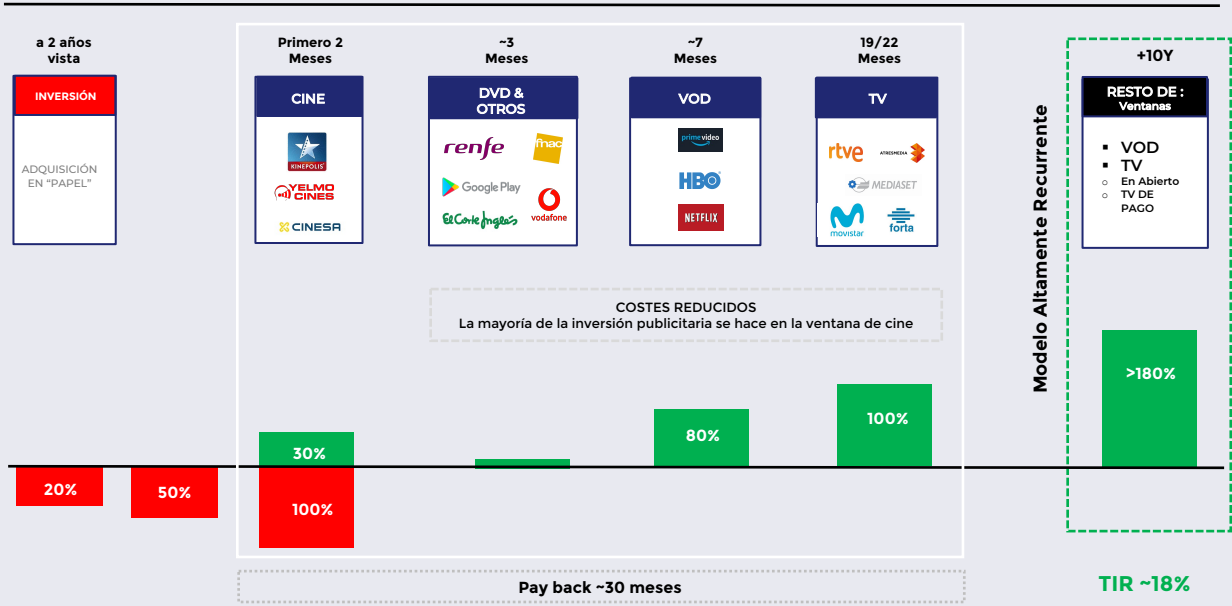 a 2 años
vista
INVERSIÓN
ADQUISICIÓN
EN “PAPEL”
Primero 2
Meses
CINE
KINEPOLIS
YELMO
CINES
CINESA
~3
Meses
DVD &
OTROS
renfe
fnac
Google Play
vodafone
El Corte Inglés
~7
Meses
VOD
prime video
HBO
NETFLIX
19/22
Meses
TV
rtve
ATRESMEDIA
MEDIASET
movistar
forta
Modelo Altamente Recurrente
+10Y
RESTO DE :
Ventanas
▪ VOD
▪ TV
○ En Abierto
○ TV DE
PAGO
COSTES REDUCIDOS
La mayoría de la inversión publicitaria se hace en la ventana de cine
20%
50%
30%
100%
80%
100%
>180%
Pay back ~30 meses
TIR ~18%